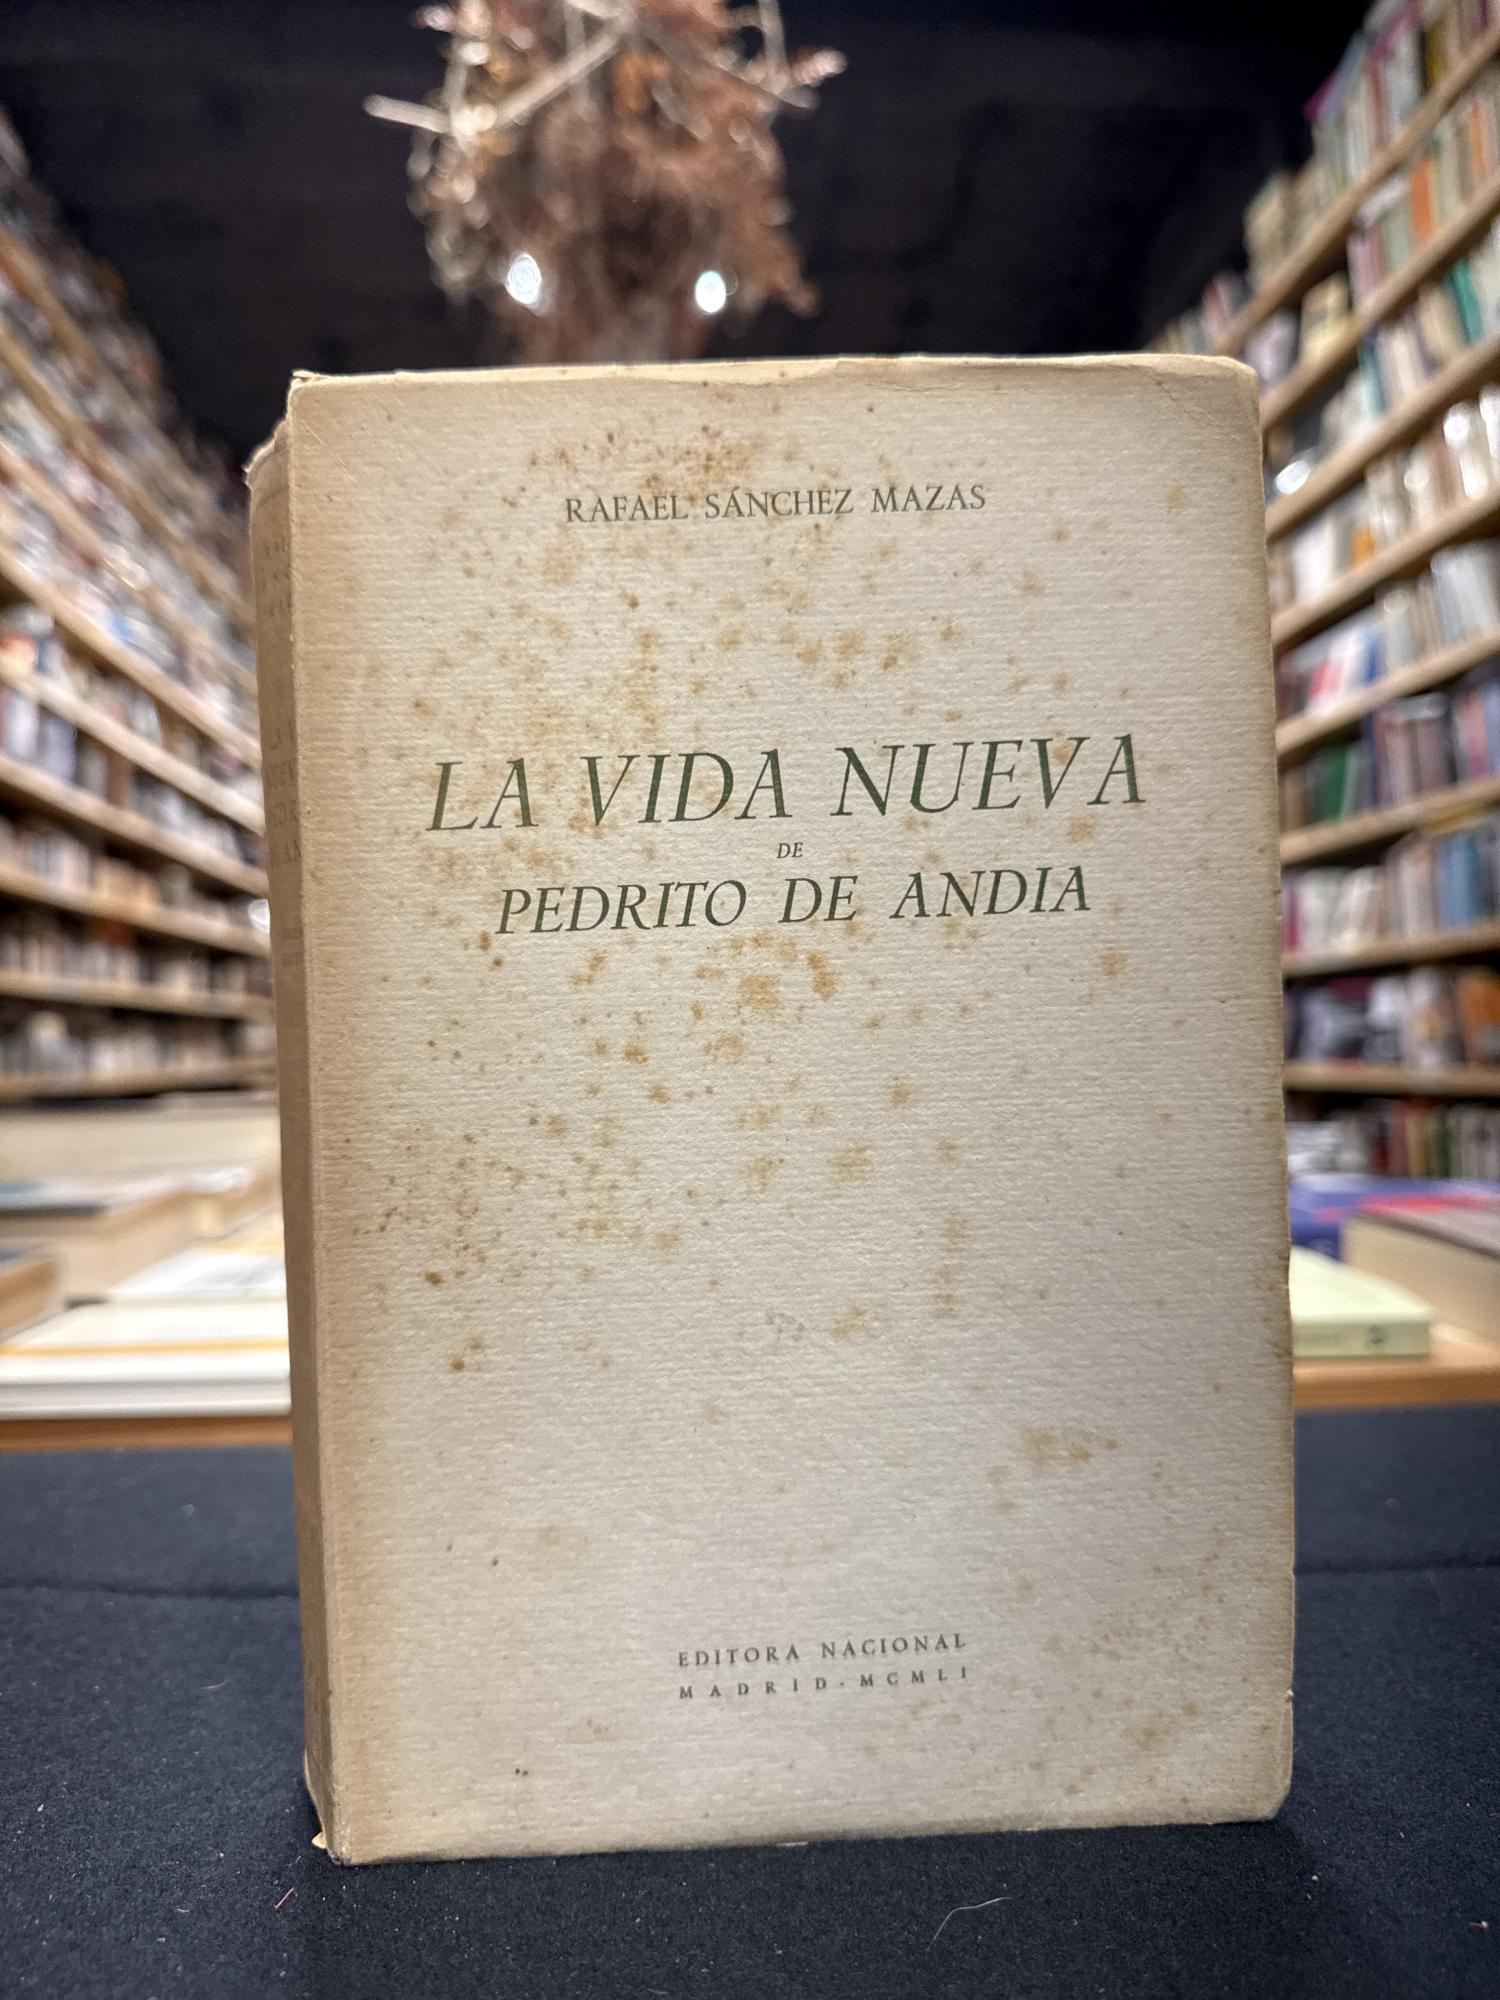 RAFAEL SÁNCHEZ MAZAS
LA VIDA NUEVA
DE
PEDRITO DE ANDIA
EDITORA NACIONAL
MADRID-MCMLI